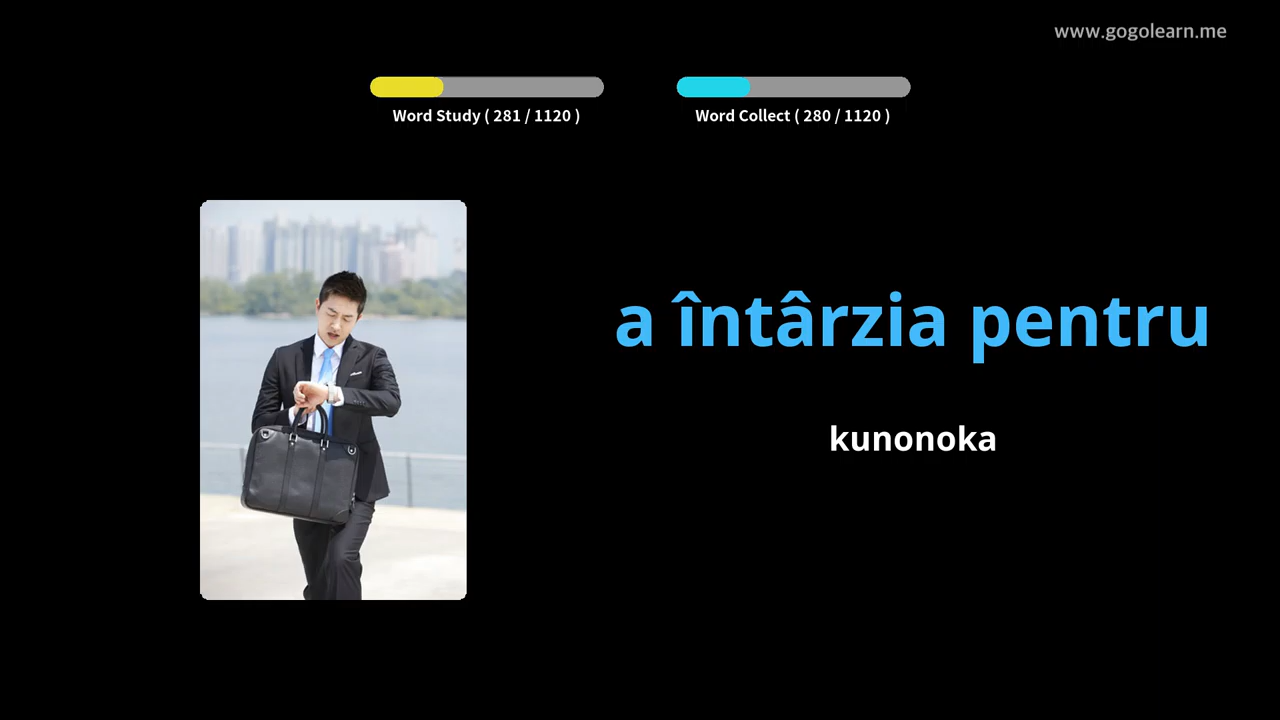 www.gogolearn.me
Word Study ( 281 / 1120 )
Word Collect ( 280 / 1120 )
a întârzia pentru
kunonoka